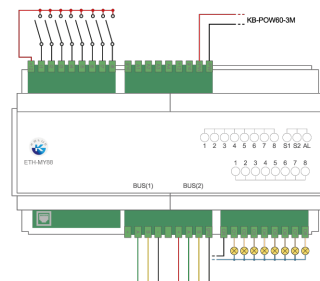 KB-POW60-3M
1 2 3 4 5 6 7 8 S1 S2 AL
ETH-MY88
1 2 3 4 5 6 7 8
BUS(1) BUS(2)